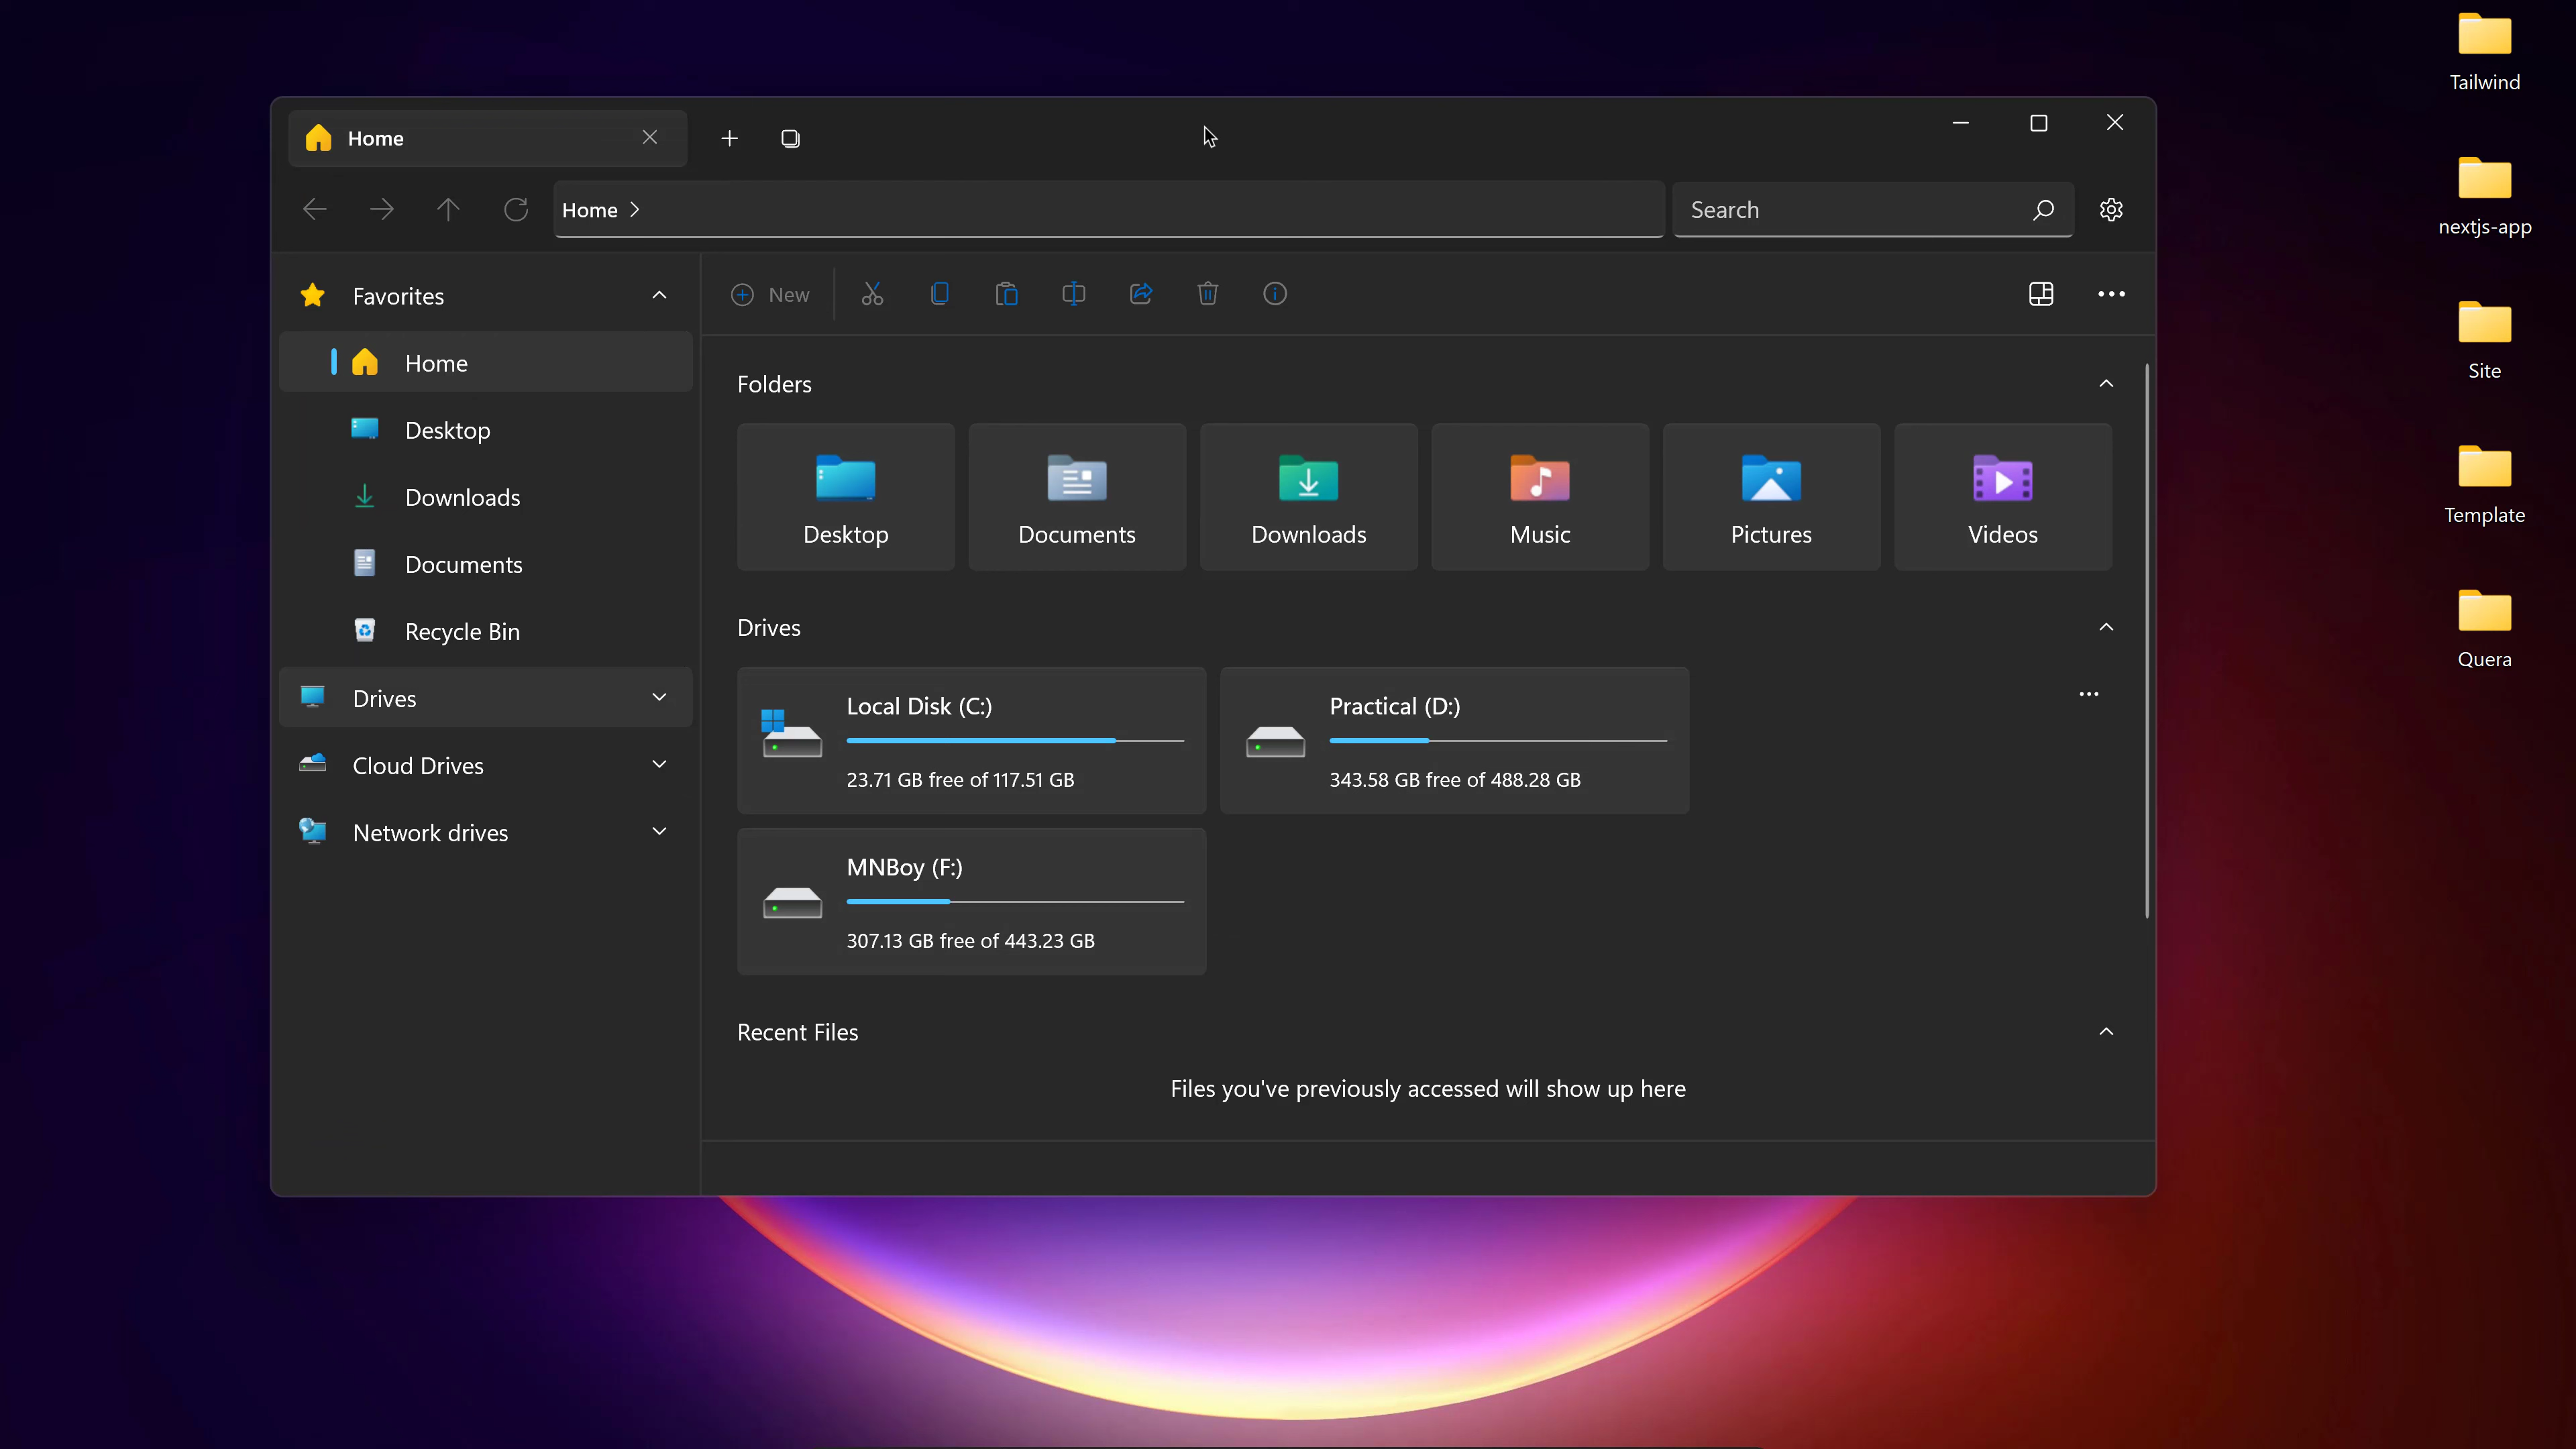 Home
Home
Search
Favorites
Home
Desktop
Downloads
Documents
Recycle Bin
Drives
Cloud Drives
Network drives
New
Folders
Desktop
Documents
Downloads
Music
Pictures
Videos
Drives
Local Disk (C:)
23.71 GB free of 117.51 GB
Practical (D:)
343.58 GB free of 488.28 GB
MNBoy (F:)
307.13 GB free of 443.23 GB
Recent Files
Files you've previously accessed will show up here
Tailwind
nextjs-app
Site
Template
Quera